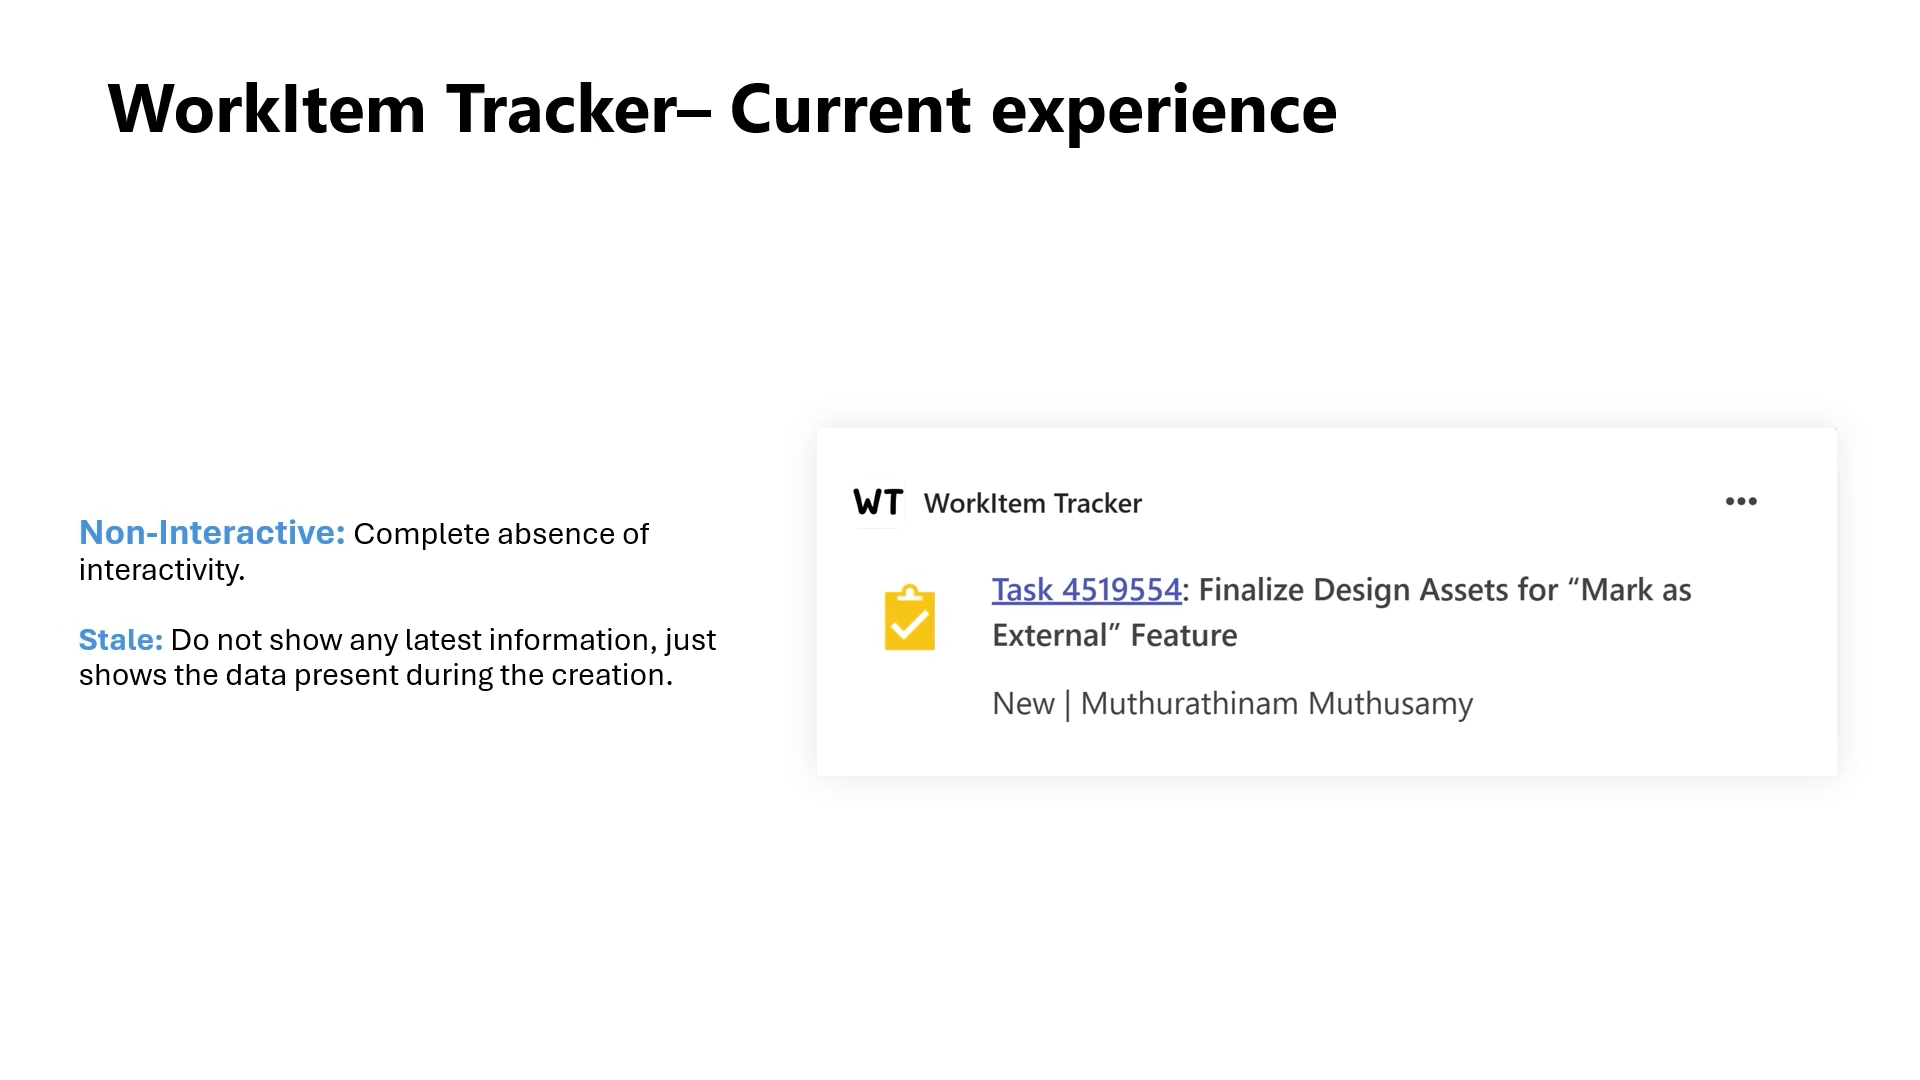 WorkItem Tracker– Current experience
Non-Interactive: Complete absence of
interactivity.
Stale: Do not show any latest information, just
shows the data present during the creation.
WT WorkItem Tracker
Task 4519554: Finalize Design Assets for “Mark as
External” Feature
New | Muthurathinam Muthusamy